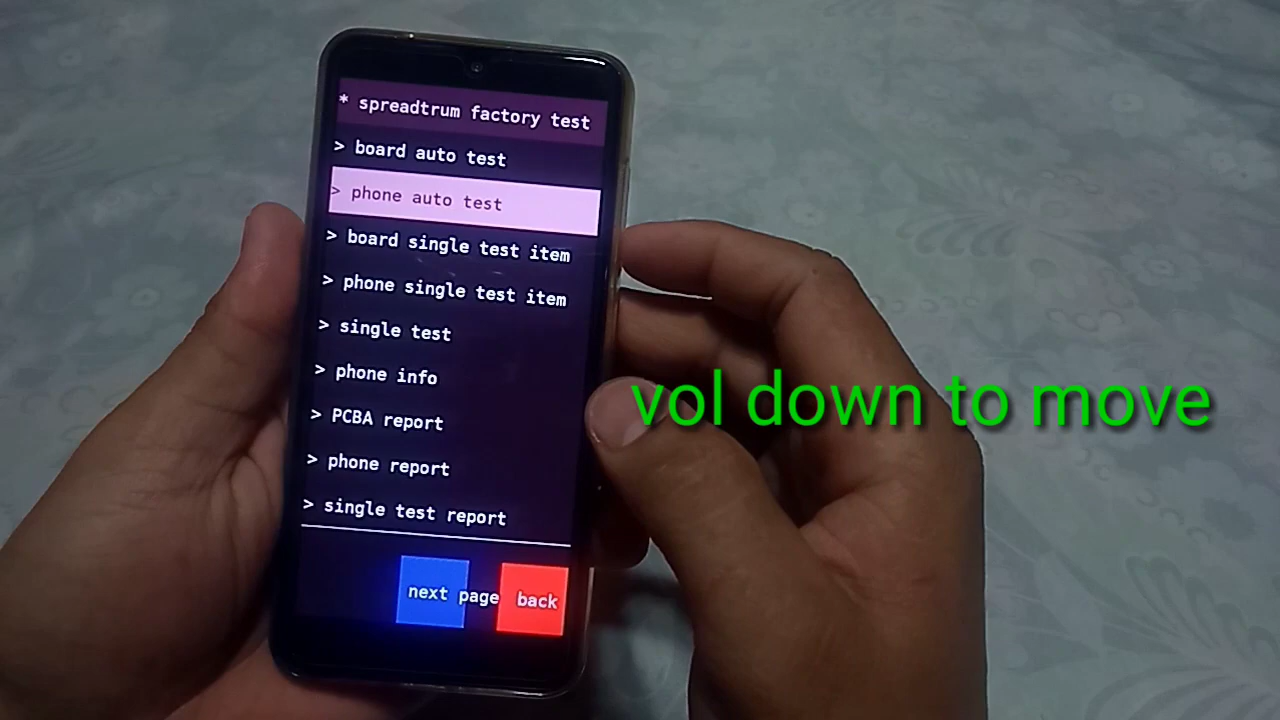 * spreadtrum factory test
> board auto test
> phone auto test
> board single test item
> phone single test item
> single test
> phone info
> PCBA report
> phone report
> single test report
next page back
vol down to move